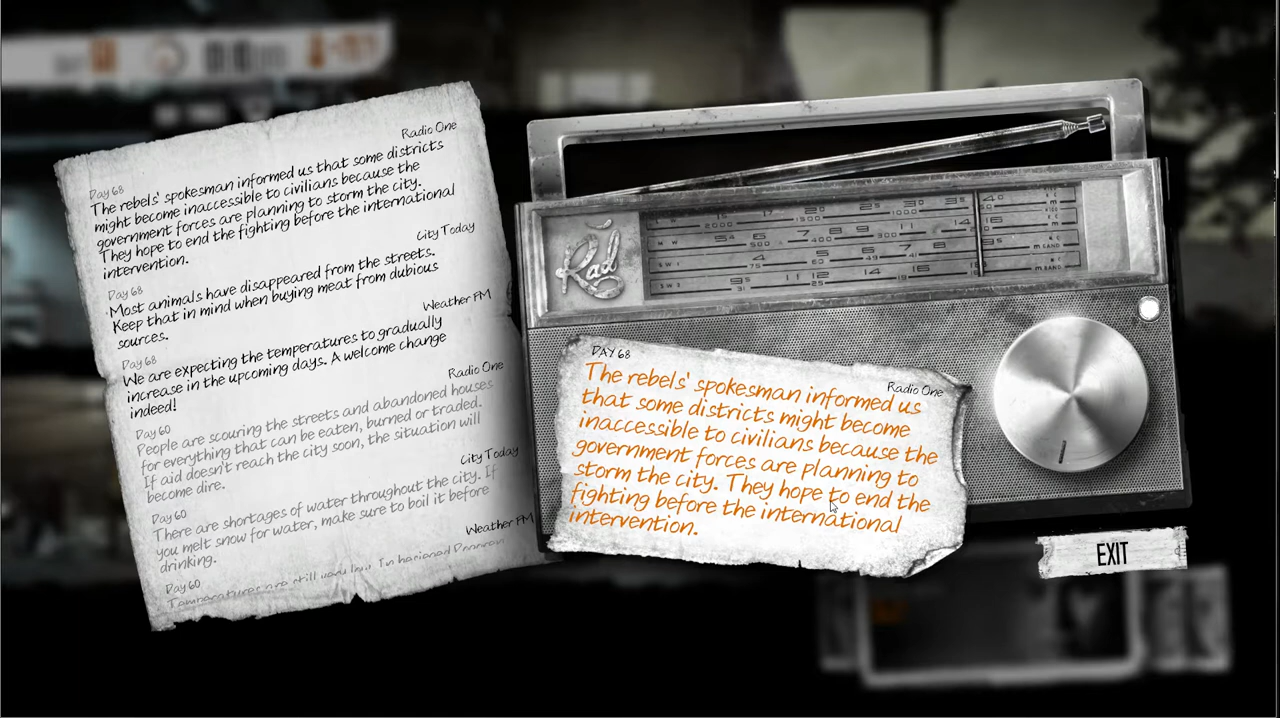 Radio One
Day 68
The rebels' spokesman informed us that some districts
might become inaccessible to civilians because the
government forces are planning to storm the city.
They hope to end the fighting before the international
intervention.
City Today
Day 68
Most animals have disappeared from the streets.
Keep that in mind when buying meat from dubious
sources.
Weather FM
Day 68
We are expecting the temperatures to gradually
increase in the upcoming days. A welcome change
indeed!
Radio One
Day 60
People are scouring the streets and abandoned houses
for everything that can be eaten, burned or traded.
If aid doesn't reach the city soon, the situation will
become dire.
City Today
Day 60
There are shortages of water throughout the city. If
you melt snow for water, make sure to boil it before
drinking.
Weather FM
Day 60
Temperatures are still very low.
Rad
DAY 68
Radio One
The rebels' spokesman informed us
that some districts might become
inaccessible to civilians because the
government forces are planning to
storm the city. They hope to end the
fighting before the international
intervention.
EXIT